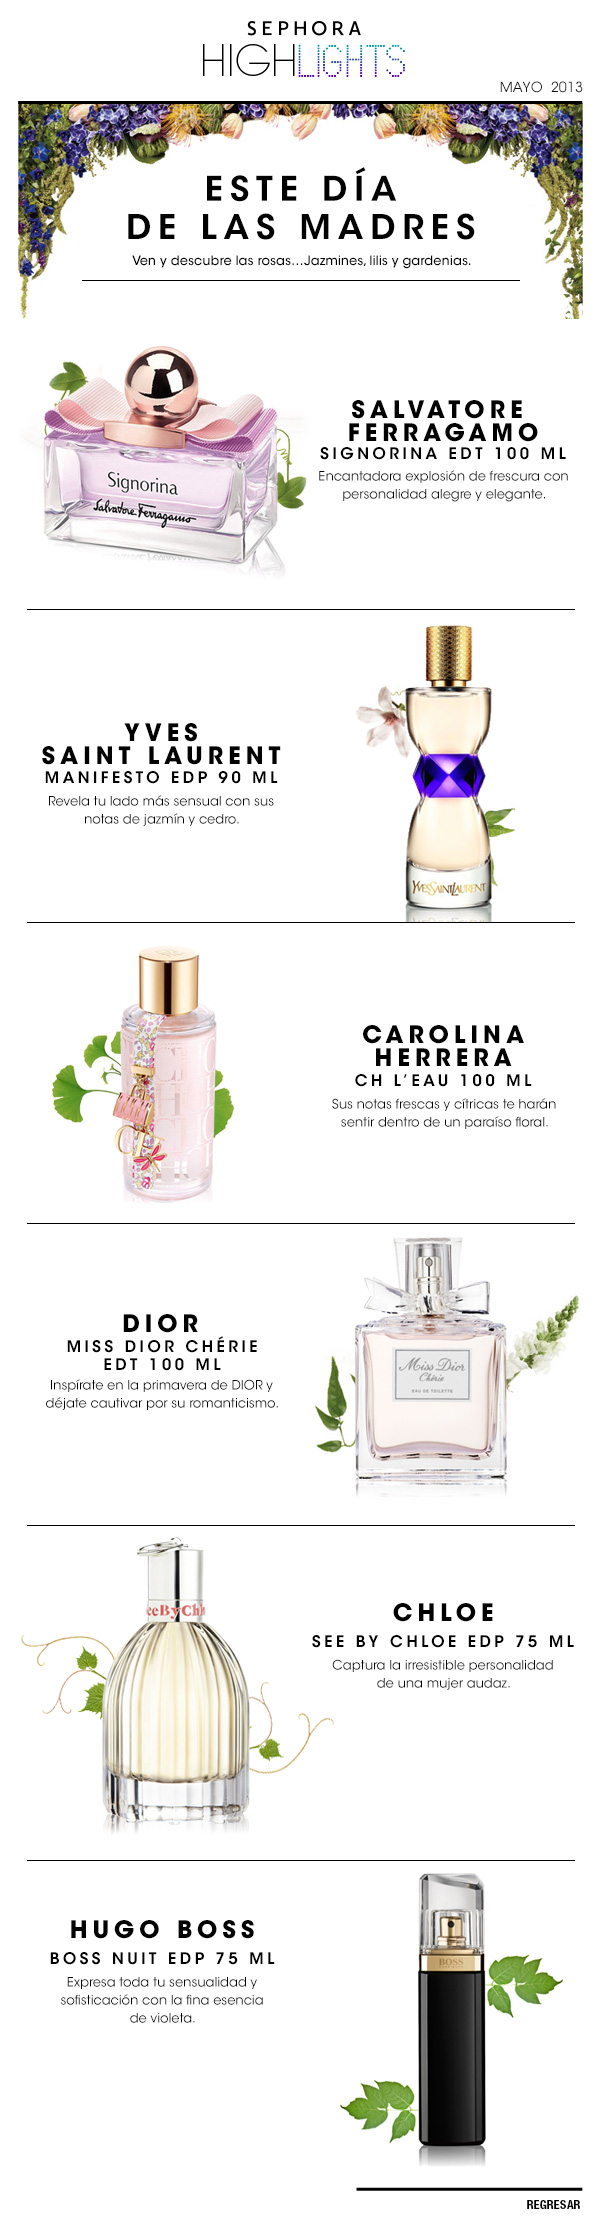 SEPHORA
HIGHLIGHTS
MAYO 2013
ESTE DÍA
DE LAS MADRES
Ven y descubre las rosas...Jazmines, lilis y gardenias.
Signorina
Salvatore Ferragamo
SALVATORE
FERRAGAMO
SIGNORINA EDT 100 ML
Encantadora explosión de frescura con
personalidad alegre y elegante.
YVES
SAINT LAURENT
MANIFESTO EDP 90 ML
Revela tu lado más sensual con sus
notas de jazmín y cedro.
YVESSAINTLAURENT
CH
CAROLINA
HERRERA
CH L'EAU 100 ML
Sus notas frescas y cítricas te harán
sentir dentro de un paraíso floral.
DIOR
MISS DIOR CHÉRIE
EDT 100 ML
Inspírate en la primavera de DIOR y
déjate cautivar por su romanticismo.
Miss Dior
Chérie
EAU DE TOILETTE
eeByChl
CHLOE
SEE BY CHLOE EDP 75 ML
Captura la irresistible personalidad
de una mujer audaz.
HUGO BOSS
BOSS NUIT EDP 75 ML
Expresa toda tu sensualidad y
sofisticación con la fina esencia
de violeta.
BOSS
REGRESAR